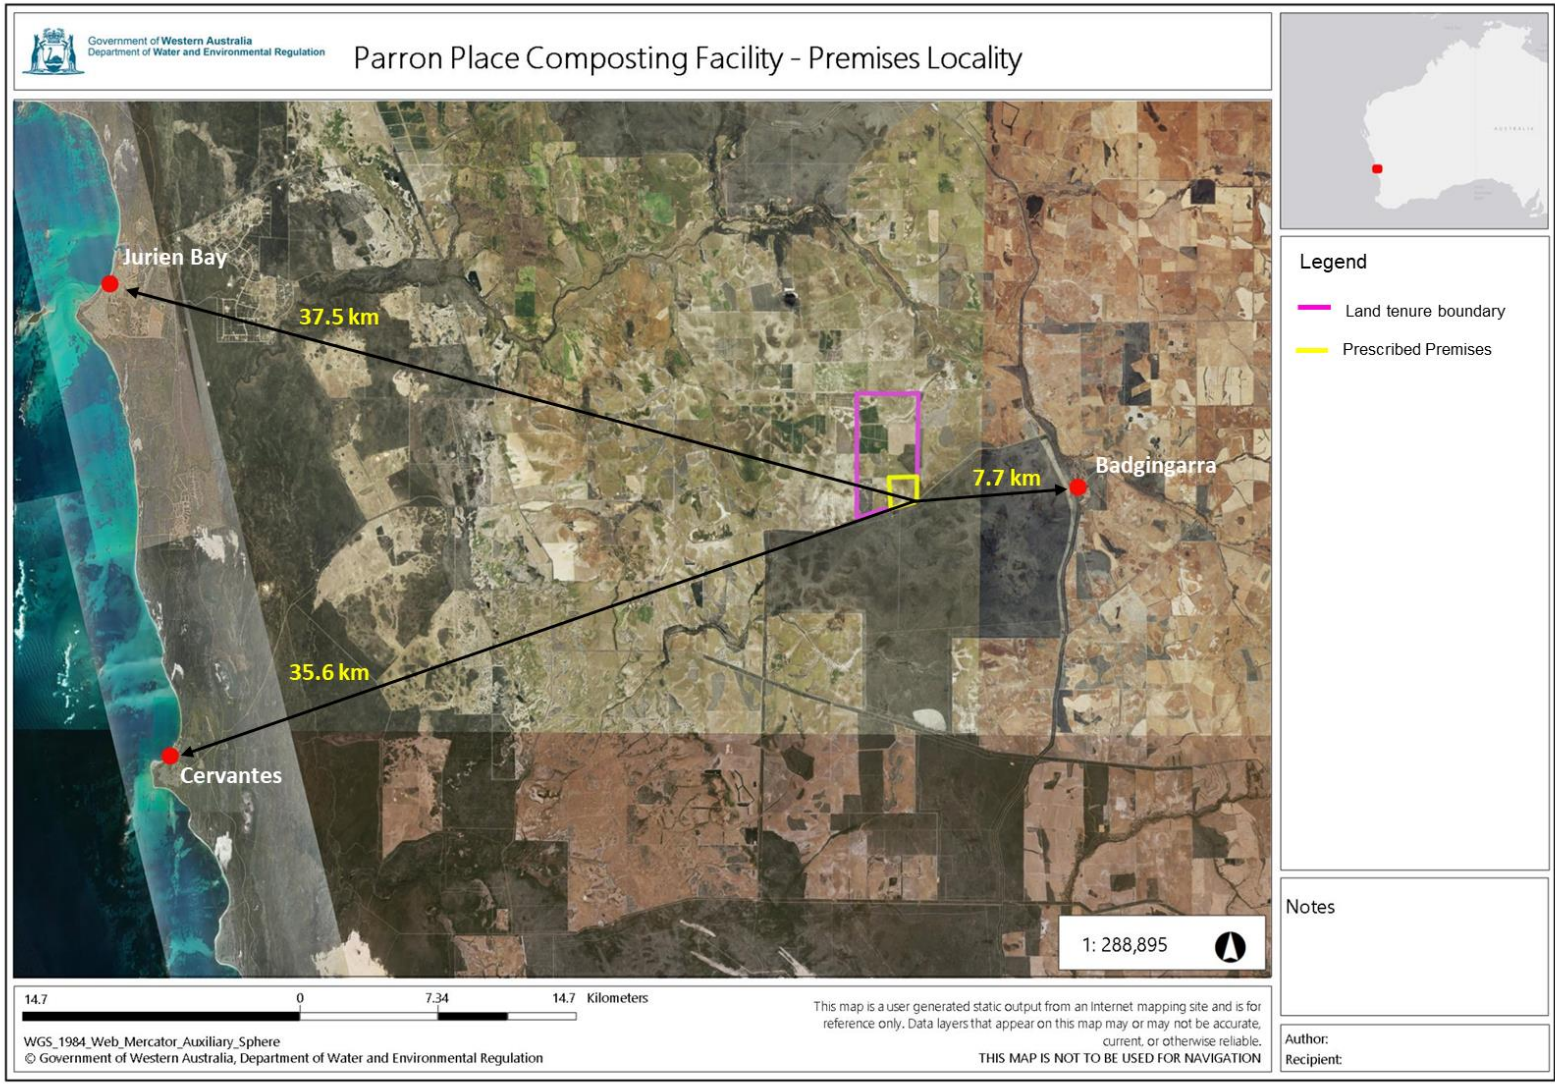 Government of Western Australia
Department of Water and Environmental Regulation
Parron Place Composting Facility - Premises Locality
AUSTRALIA
Jurien Bay
37.5 km
Badgingarra
7.7 km
35.6 km
Cervantes
1: 288,895
Legend
Land tenure boundary
Prescribed Premises
Notes
14.7 0 7.34 14.7 Kilometers
WGS_1984_Web_Mercator_Auxiliary_Sphere
© Government of Western Australia, Department of Water and Environmental Regulation
This map is a user generated static output from an Internet mapping site and is for
reference only. Data layers that appear on this map may or may not be accurate,
current, or otherwise reliable.
THIS MAP IS NOT TO BE USED FOR NAVIGATION
Author:
Recipient: